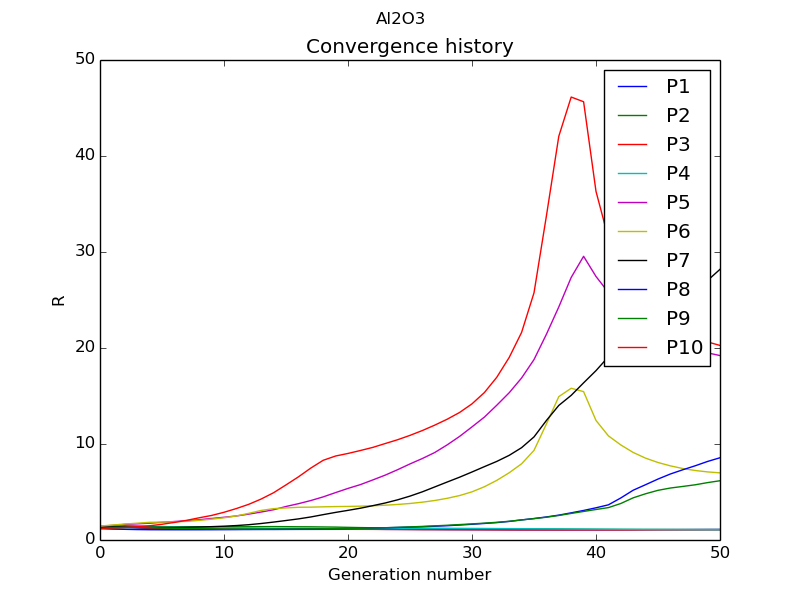 Al2O3
Convergence history
50
40
30
20
10
0
R
0 10 20 30 40 50
Generation number
P1
P2
P3
P4
P5
P6
P7
P8
P9
P10